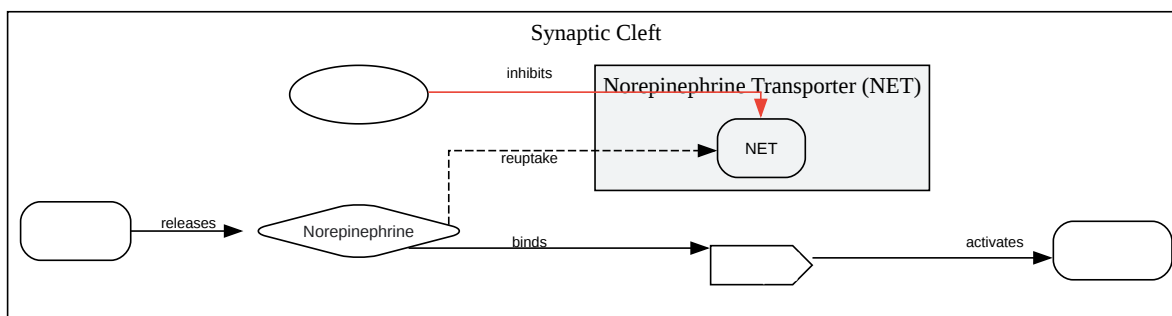 Synaptic Cleft
inhibits
Norepinephrine Transporter (NET)
NET
reuptake
releases
Norepinephrine
binds
activates